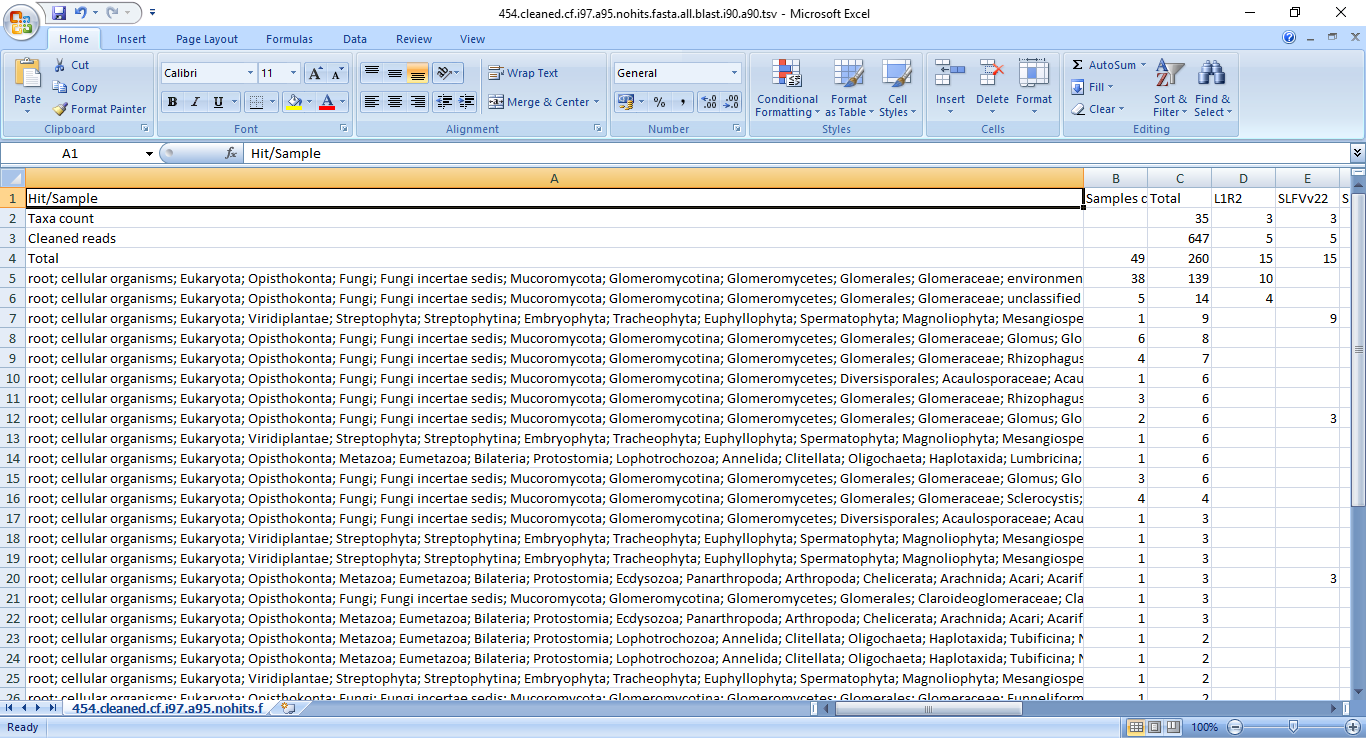 454.cleaned.cf.i97.a95.nohits.fasta.all.blast.i90.a90.tsv - Microsoft Excel
Home Insert Page Layout Formulas Data Review View
Paste Cut Copy Format Painter Clipboard
Calibri 11 B I U A Font
Wrap Text Merge & Center Alignment
General % , Number
Conditional Formatting Format as Table Cell Styles Styles
Insert Delete Format Cells
Σ AutoSum Fill Clear Sort & Filter Find & Select Editing
A1 fx Hit/Sample
A B C D E
1 Hit/Sample Samples c Total L1R2 SLFVv22 S
2 Taxa count 35 3 3
3 Cleaned reads 647 5 5
4 Total 49 260 15 15
5 root; cellular organisms; Eukaryota; Opisthokonta; Fungi; Fungi incertae sedis; Mucoromycota; Glomeromycotina; Glomeromycetes; Glomerales; Glomeraceae; environmen 38 139 10
6 root; cellular organisms; Eukaryota; Opisthokonta; Fungi; Fungi incertae sedis; Mucoromycota; Glomeromycotina; Glomeromycetes; Glomerales; Glomeraceae; unclassified 5 14 4
7 root; cellular organisms; Eukaryota; Viridiplantae; Streptophyta; Streptophytina; Embryophyta; Tracheophyta; Euphyllophyta; Spermatophyta; Magnoliophyta; Mesangiospe 1 9 9
8 root; cellular organisms; Eukaryota; Opisthokonta; Fungi; Fungi incertae sedis; Mucoromycota; Glomeromycotina; Glomeromycetes; Glomerales; Glomeraceae; Glomus; Glo 6 8
9 root; cellular organisms; Eukaryota; Opisthokonta; Fungi; Fungi incertae sedis; Mucoromycota; Glomeromycotina; Glomeromycetes; Glomerales; Glomeraceae; Rhizophagus 4 7
10 root; cellular organisms; Eukaryota; Opisthokonta; Fungi; Fungi incertae sedis; Mucoromycota; Glomeromycotina; Glomeromycetes; Diversisporales; Acaulosporaceae; Acau 1 6
11 root; cellular organisms; Eukaryota; Opisthokonta; Fungi; Fungi incertae sedis; Mucoromycota; Glomeromycotina; Glomeromycetes; Glomerales; Glomeraceae; Rhizophagus 3 6
12 root; cellular organisms; Eukaryota; Opisthokonta; Fungi; Fungi incertae sedis; Mucoromycota; Glomeromycotina; Glomeromycetes; Glomerales; Glomeraceae; Glomus; Glo 2 6 3
13 root; cellular organisms; Eukaryota; Viridiplantae; Streptophyta; Streptophytina; Embryophyta; Tracheophyta; Euphyllophyta; Spermatophyta; Magnoliophyta; Mesangiospe 1 6
14 root; cellular organisms; Eukaryota; Opisthokonta; Metazoa; Eumetazoa; Bilateria; Protostomia; Lophotrochozoa; Annelida; Clitellata; Oligochaeta; Haplotaxida; Lumbricina; 1 6
15 root; cellular organisms; Eukaryota; Opisthokonta; Fungi; Fungi incertae sedis; Mucoromycota; Glomeromycotina; Glomeromycetes; Glomerales; Glomeraceae; Glomus; Glo 3 6
16 root; cellular organisms; Eukaryota; Opisthokonta; Fungi; Fungi incertae sedis; Mucoromycota; Glomeromycotina; Glomeromycetes; Glomerales; Glomeraceae; Sclerocystis; 4 4
17 root; cellular organisms; Eukaryota; Opisthokonta; Fungi; Fungi incertae sedis; Mucoromycota; Glomeromycotina; Glomeromycetes; Diversisporales; Acaulosporaceae; Acau 1 3
18 root; cellular organisms; Eukaryota; Viridiplantae; Streptophyta; Streptophytina; Embryophyta; Tracheophyta; Euphyllophyta; Spermatophyta; Magnoliophyta; Mesangiospe 1 3
19 root; cellular organisms; Eukaryota; Viridiplantae; Streptophyta; Streptophytina; Embryophyta; Tracheophyta; Euphyllophyta; Spermatophyta; Magnoliophyta; Mesangiospe 1 3
20 root; cellular organisms; Eukaryota; Opisthokonta; Metazoa; Eumetazoa; Bilateria; Protostomia; Ecdysozoa; Panarthropoda; Arthropoda; Chelicerata; Arachnida; Acari; Acarif 1 3 3
21 root; cellular organisms; Eukaryota; Opisthokonta; Fungi; Fungi incertae sedis; Mucoromycota; Glomeromycotina; Glomeromycetes; Glomerales; Claroideoglomeraceae; Cla 1 3
22 root; cellular organisms; Eukaryota; Opisthokonta; Metazoa; Eumetazoa; Bilateria; Protostomia; Ecdysozoa; Panarthropoda; Arthropoda; Chelicerata; Arachnida; Acari; Acarif 1 3
23 root; cellular organisms; Eukaryota; Opisthokonta; Metazoa; Eumetazoa; Bilateria; Protostomia; Lophotrochozoa; Annelida; Clitellata; Oligochaeta; Haplotaxida; Tubificina; N 1 2
24 root; cellular organisms; Eukaryota; Opisthokonta; Metazoa; Eumetazoa; Bilateria; Protostomia; Lophotrochozoa; Annelida; Clitellata; Oligochaeta; Haplotaxida; Tubificina; N 1 2
25 root; cellular organisms; Eukaryota; Viridiplantae; Streptophyta; Streptophytina; Embryophyta; Tracheophyta; Euphyllophyta; Spermatophyta; Magnoliophyta; Mesangiospe 1 2
26 root; cellular organisms; Eukaryota; Opisthokonta; Fungi; Fungi incertae sedis; Mucoromycota; Glomeromycotina; Glomeromycetes; Glomerales; Glomeraceae; Funneliform 1 2
454.cleaned.cf.i97.a95.nohits.f
Ready 100%